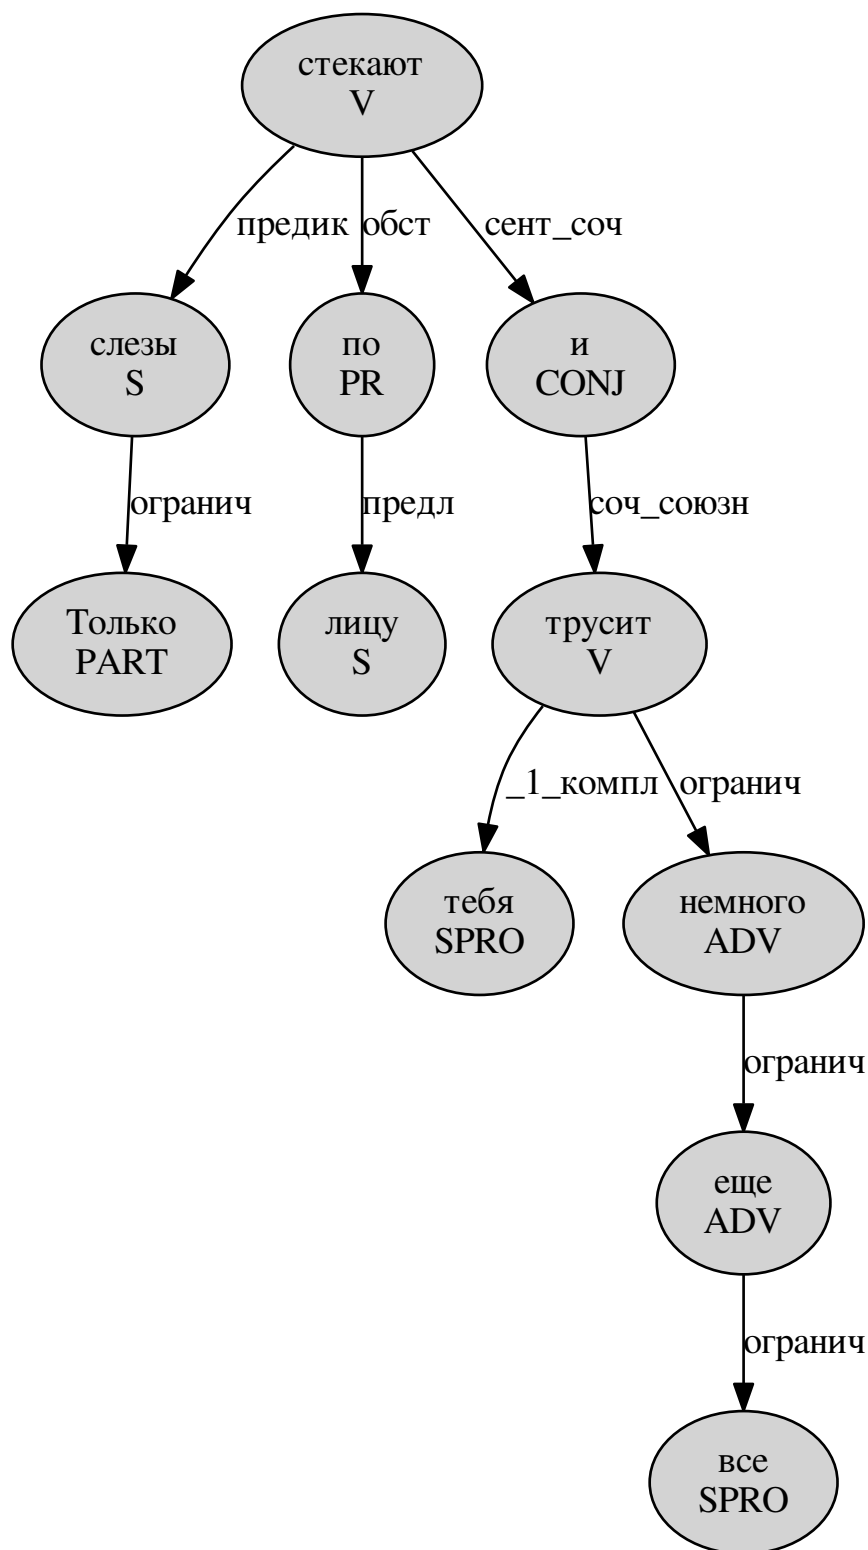 стекают
V
предик
обст
сент_соч
слезы
S
по
PR
и
CONJ
огранич
предл
соч_союзн
Только
PART
лицу
S
трусит
V
_1_компл
огранич
тебя
SPRO
немного
ADV
огранич
еще
ADV
огранич
все
SPRO